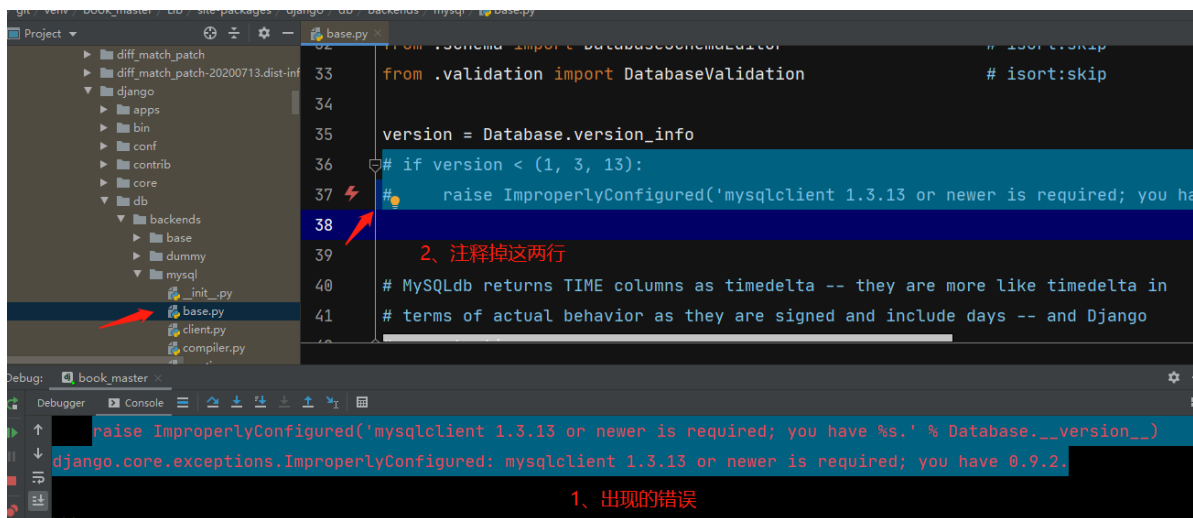 git venv book_master Lib site-packages django db backends mysql base.py
Project
base.py
diff_match_patch
diff_match_patch-20200713.dist-inf
django
apps
bin
conf
contrib
core
db
backends
base
dummy
mysql
__init__.py
base.py
client.py
compiler.py
32 from .schema import DatabaseSchemaEditor # isort:skip
33 from .validation import DatabaseValidation # isort:skip
34
35 version = Database.version_info
36 # if version < (1, 3, 13):
37 # raise ImproperlyConfigured('mysqlclient 1.3.13 or newer is required; you ha
38
39 2、注释掉这两行
40 # MySQLdb returns TIME columns as timedelta -- they are more like timedelta in
41 # terms of actual behavior as they are signed and include days -- and Django
Debug: book_master
Debugger Console
raise ImproperlyConfigured('mysqlclient 1.3.13 or newer is required; you have %s.' % Database.__version__)
django.core.exceptions.ImproperlyConfigured: mysqlclient 1.3.13 or newer is required; you have 0.9.2.
1、出现的错误